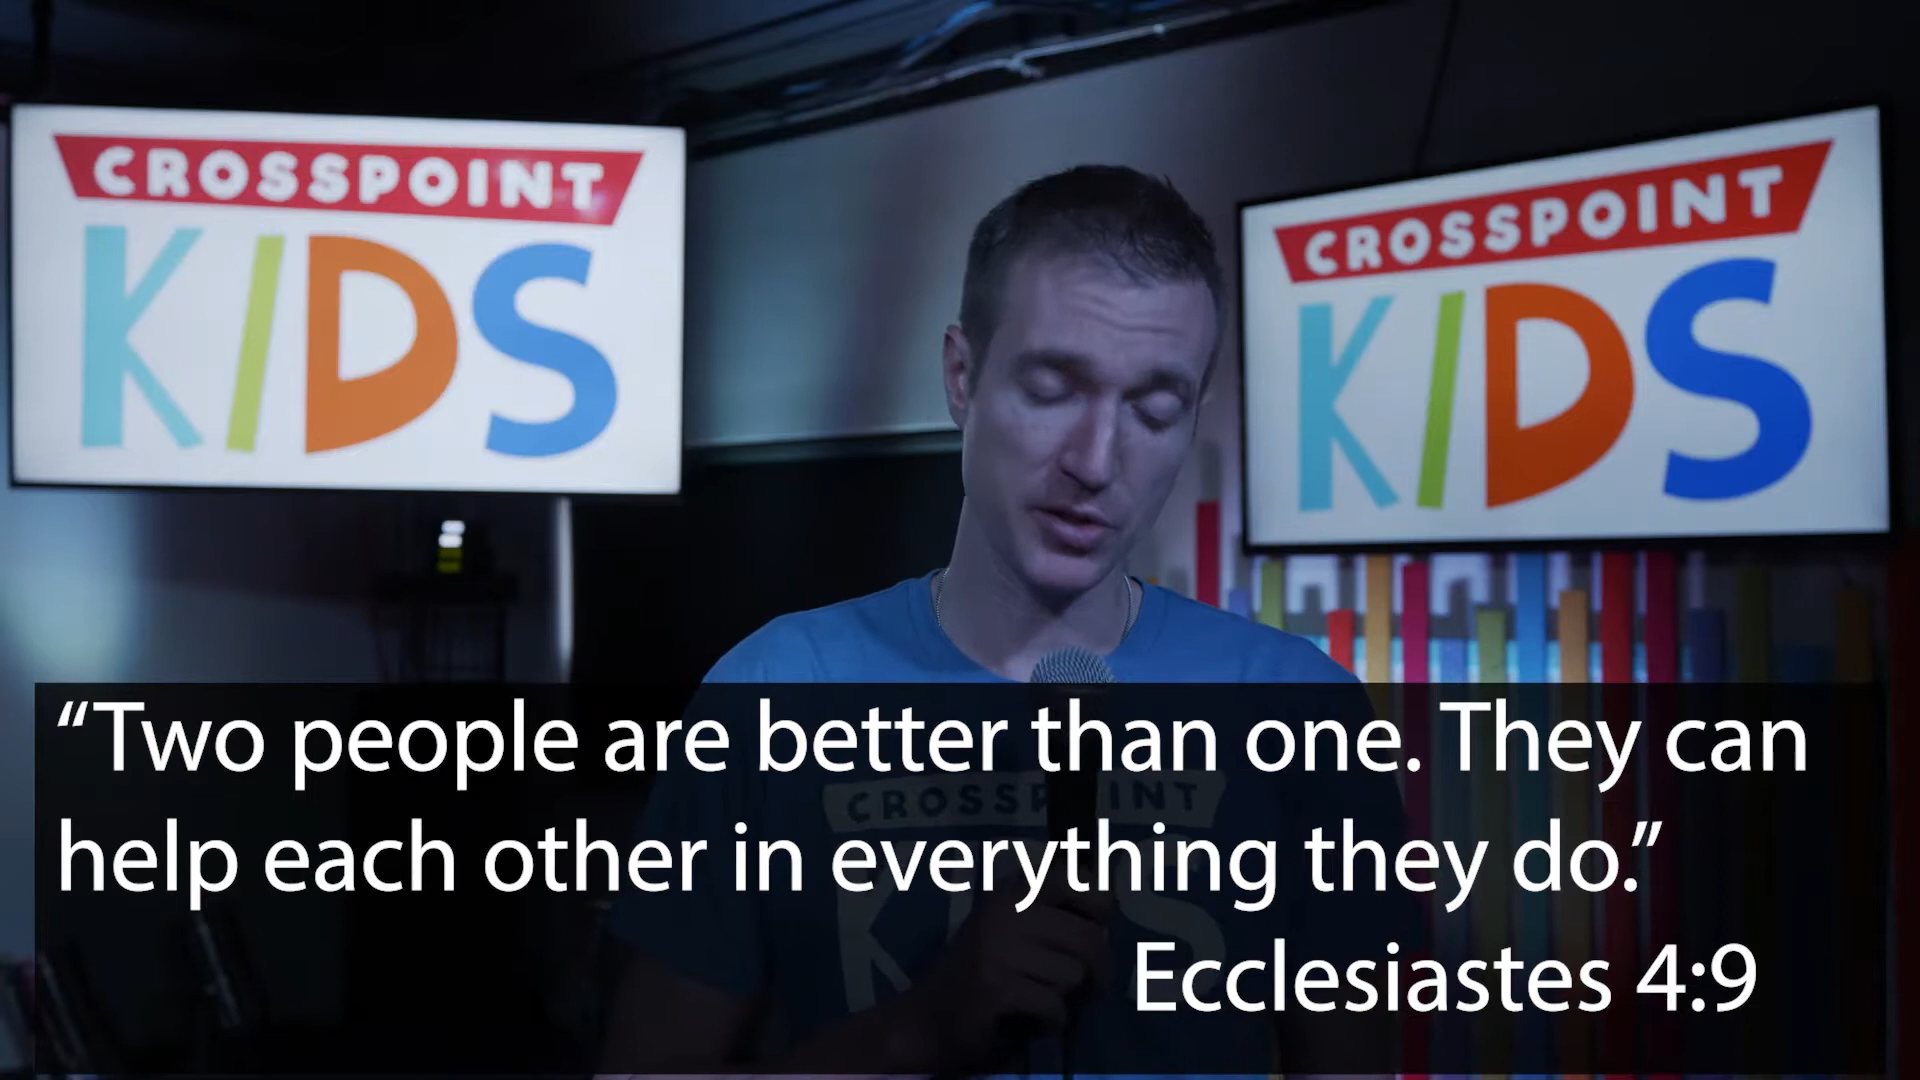 CROSSPOINT
KIDS
CROSSPOINT
KIDS
“Two people are better than one. They can
help each other in everything they do.”
Ecclesiastes 4:9
CROSSPOINT